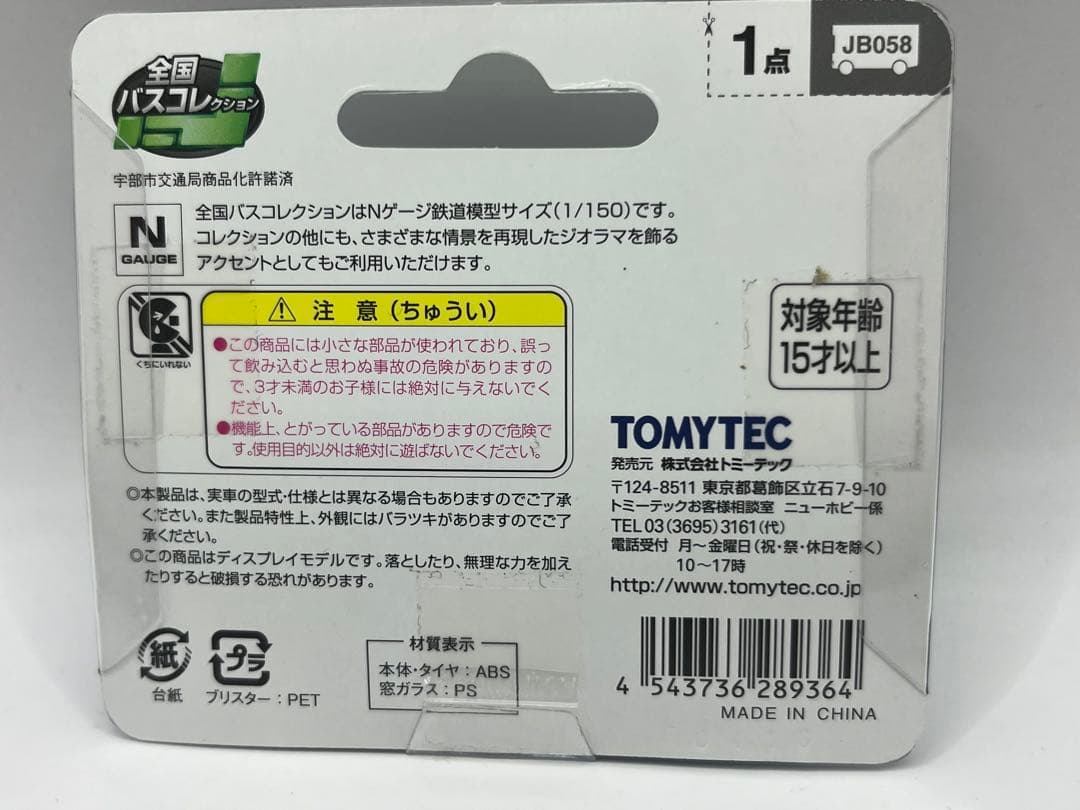 全国
バスコレクション
1点
JB058
宇部市交通局商品化許諾済
N
GAUGE
全国バスコレクションはNゲージ鉄道模型サイズ(1/150)です。
コレクションの他にも、さまざまな情景を再現したジオラマを飾る
アクセントとしてもご利用いただけます。
くちにいれない
注 意(ちゅうい)
●この商品には小さな部品が使われており、誤っ
て飲み込むと思わぬ事故の危険がありますの
で、3才未満のお子様には絶対に与えないでく
ださい。
●機能上、とがっている部品がありますので危険で
す。使用目的以外は絶対に遊ばないでください。
対象年齢
15才以上
◎本製品は、実車の型式・仕様とは異なる場合もありますのでご了承
ください。また製品特性上、外観にはバラツキがありますのでご了
承ください。
◎この商品はディスプレイモデルです。落としたり、無理な力を加え
たりすると破損する恐れがあります。
TOMYTEC
発売元 株式会社トミーテック
〒124-8511 東京都葛飾区立石7-9-10
トミーテックお客様相談室 ニューホビー係
TEL 03(3695)3161(代)
電話受付 月~金曜日(祝・祭・休日を除く)
10~17時
http://www.tomytec.co.jp
紙
台紙
プラ
ブリスター:PET
材質表示
本体・タイヤ:ABS
窓ガラス:PS
4 543736 289364
MADE IN CHINA